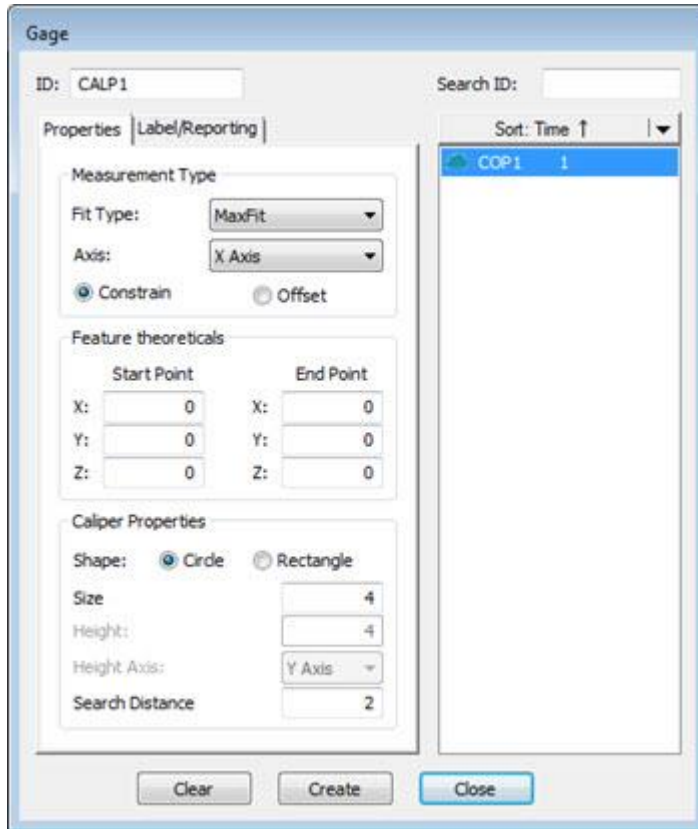 Gage
ID: CALP1
Search ID:
Properties Label/Reporting
Sort: Time ↑
COP1 1
Measurement Type
Fit Type: MaxFit
Axis: X Axis
Constrain Offset
Feature theoreticals
Start Point End Point
X: 0 X: 0
Y: 0 Y: 0
Z: 0 Z: 0
Caliper Properties
Shape: Circle Rectangle
Size 4
Height: 4
Height Axis: Y Axis
Search Distance 2
Clear Create Close